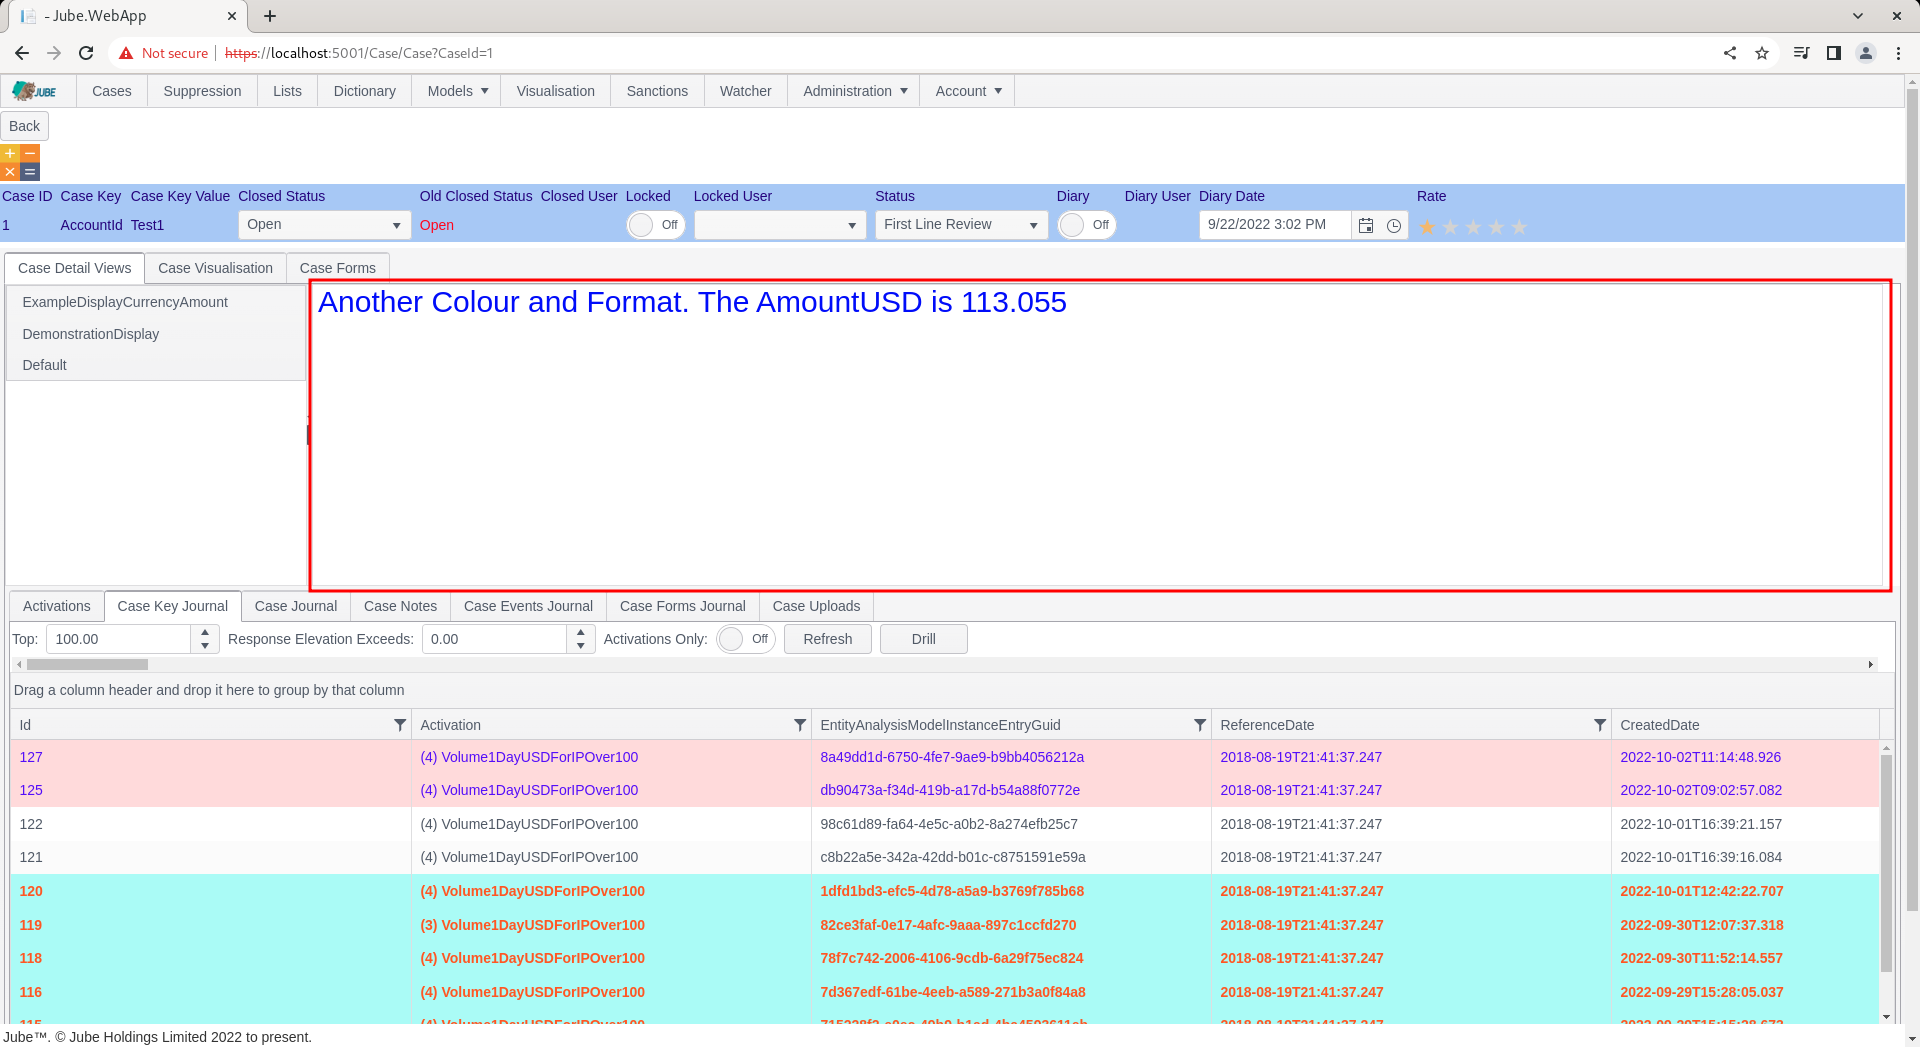 - Jube.WebApp
Not secure https://localhost:5001/Case/Case?CaseId=1
JUBE Cases Suppression Lists Dictionary Models Visualisation Sanctions Watcher Administration Account
Back
Case ID Case Key Case Key Value Closed Status Old Closed Status Closed User Locked Locked User Status Diary Diary User Diary Date Rate
1 AccountId Test1 Open Open Off First Line Review Off 9/22/2022 3:02 PM
Case Detail Views Case Visualisation Case Forms
ExampleDisplayCurrencyAmount
DemonstrationDisplay
Default
Another Colour and Format. The AmountUSD is 113.055
Activations Case Key Journal Case Journal Case Notes Case Events Journal Case Forms Journal Case Uploads
Top: 100.00 Response Elevation Exceeds: 0.00 Activations Only: Off Refresh Drill
Drag a column header and drop it here to group by that column
Id Activation EntityAnalysisModelInstanceEntryGuid ReferenceDate CreatedDate
127 (4) Volume1DayUSDForIPOver100 8a49dd1d-6750-4fe7-9ae9-b9bb4056212a 2018-08-19T21:41:37.247 2022-10-02T11:14:48.926
125 (4) Volume1DayUSDForIPOver100 db90473a-f34d-419b-a17d-b54a88f0772e 2018-08-19T21:41:37.247 2022-10-02T09:02:57.082
122 (4) Volume1DayUSDForIPOver100 98c61d89-fa64-4e5c-a0b2-8a274efb25c7 2018-08-19T21:41:37.247 2022-10-01T16:39:21.157
121 (4) Volume1DayUSDForIPOver100 c8b22a5e-342a-42dd-b01c-c8751591e59a 2018-08-19T21:41:37.247 2022-10-01T16:39:16.084
120 (4) Volume1DayUSDForIPOver100 1dfd1bd3-efc5-4d78-a5a9-b3769f785b68 2018-08-19T21:41:37.247 2022-10-01T12:42:22.707
119 (3) Volume1DayUSDForIPOver100 82ce3faf-0e17-4afc-9aaa-897c1ccfd270 2018-08-19T21:41:37.247 2022-09-30T12:07:37.318
118 (4) Volume1DayUSDForIPOver100 78f7c742-2006-4106-9cdb-6a29f75ec824 2018-08-19T21:41:37.247 2022-09-30T11:52:14.557
116 (4) Volume1DayUSDForIPOver100 7d367edf-61be-4eeb-a589-271b3a0f84a8 2018-08-19T21:41:37.247 2022-09-29T15:28:05.037
Jube™. © Jube Holdings Limited 2022 to present.